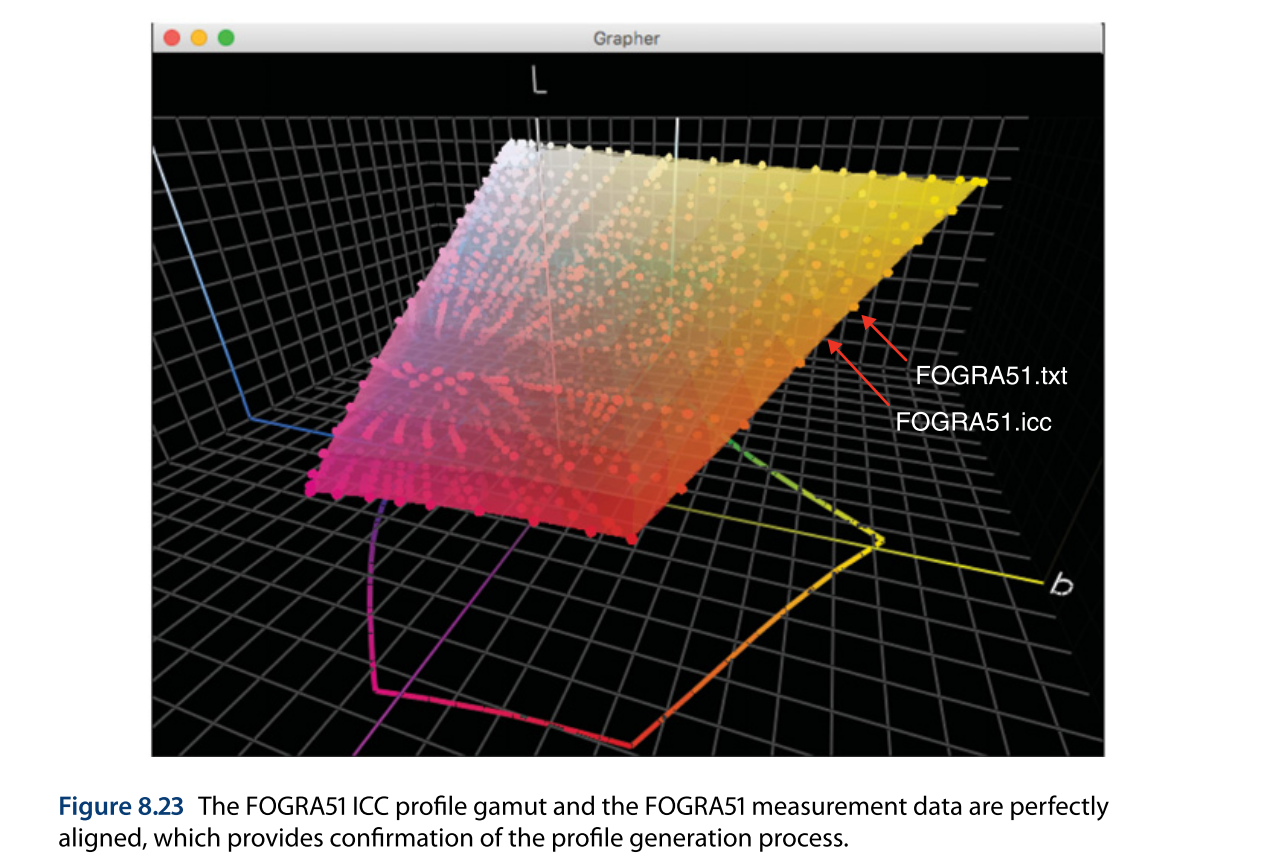 Grapher
L
FOGRA51.txt
FOGRA51.icc
b
Figure 8.23 The FOGRA51 ICC profile gamut and the FOGRA51 measurement data are perfectly
aligned, which provides confirmation of the profile generation process.